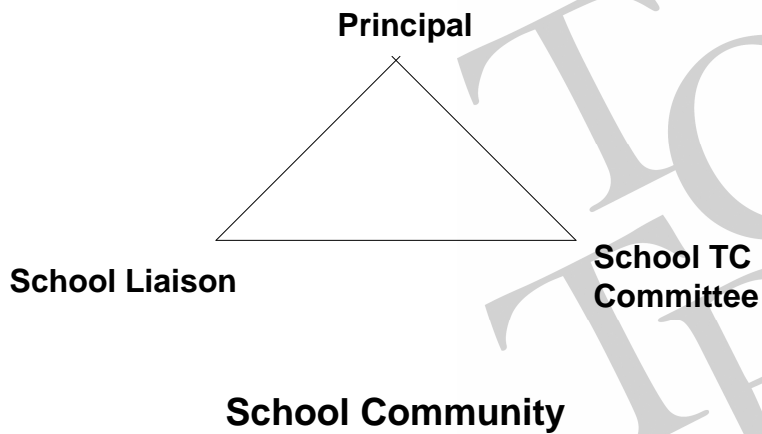 Principal
School Liaison
School TC
Committee
School Community